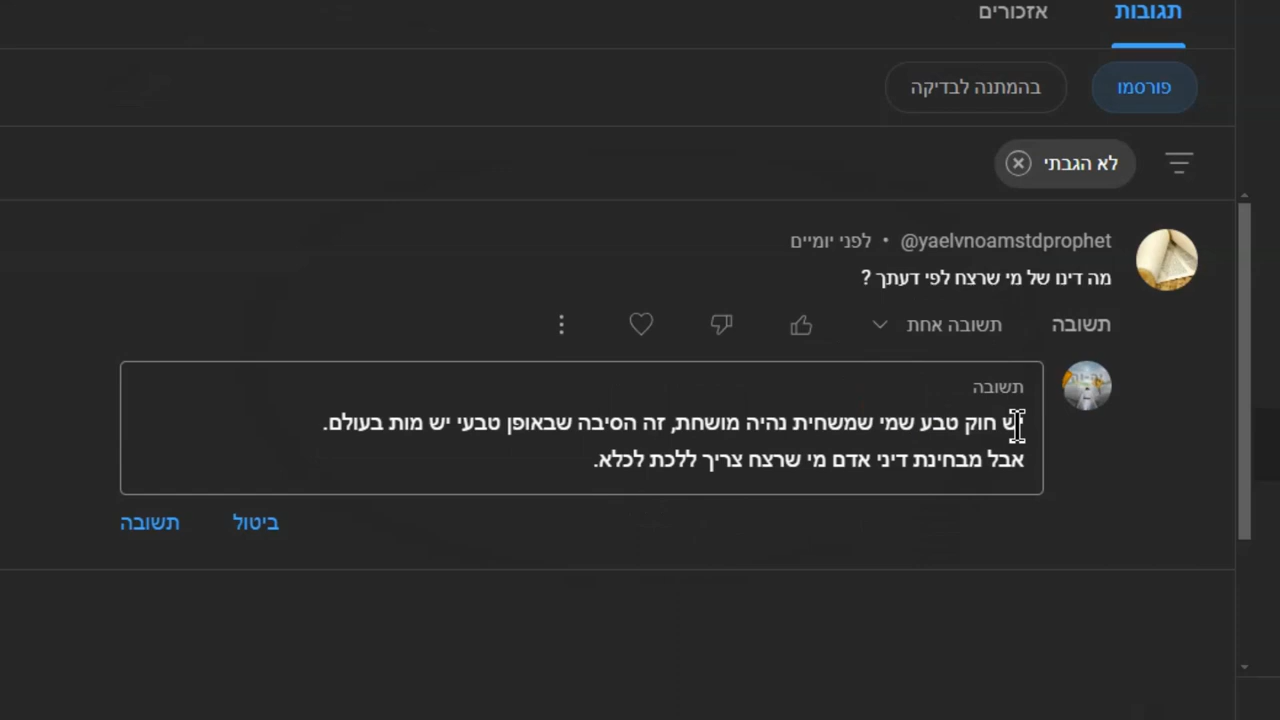 תגובות
אזכורים
פורסמו
בהמתנה לבדיקה
לא הגבתי
@yaelvnoamstdprophet • לפני יומיים
מה דינו של מי שרצח לפי דעתך ?
תשובה
תשובה אחת
תשובה
יש חוק טבע שמי שמשחית נהיה מושחת, זה הסיבה שבאופן טבעי יש מות בעולם.
אבל מבחינת דיני אדם מי שרצח צריך ללכת לכלא.
ביטול
תשובה